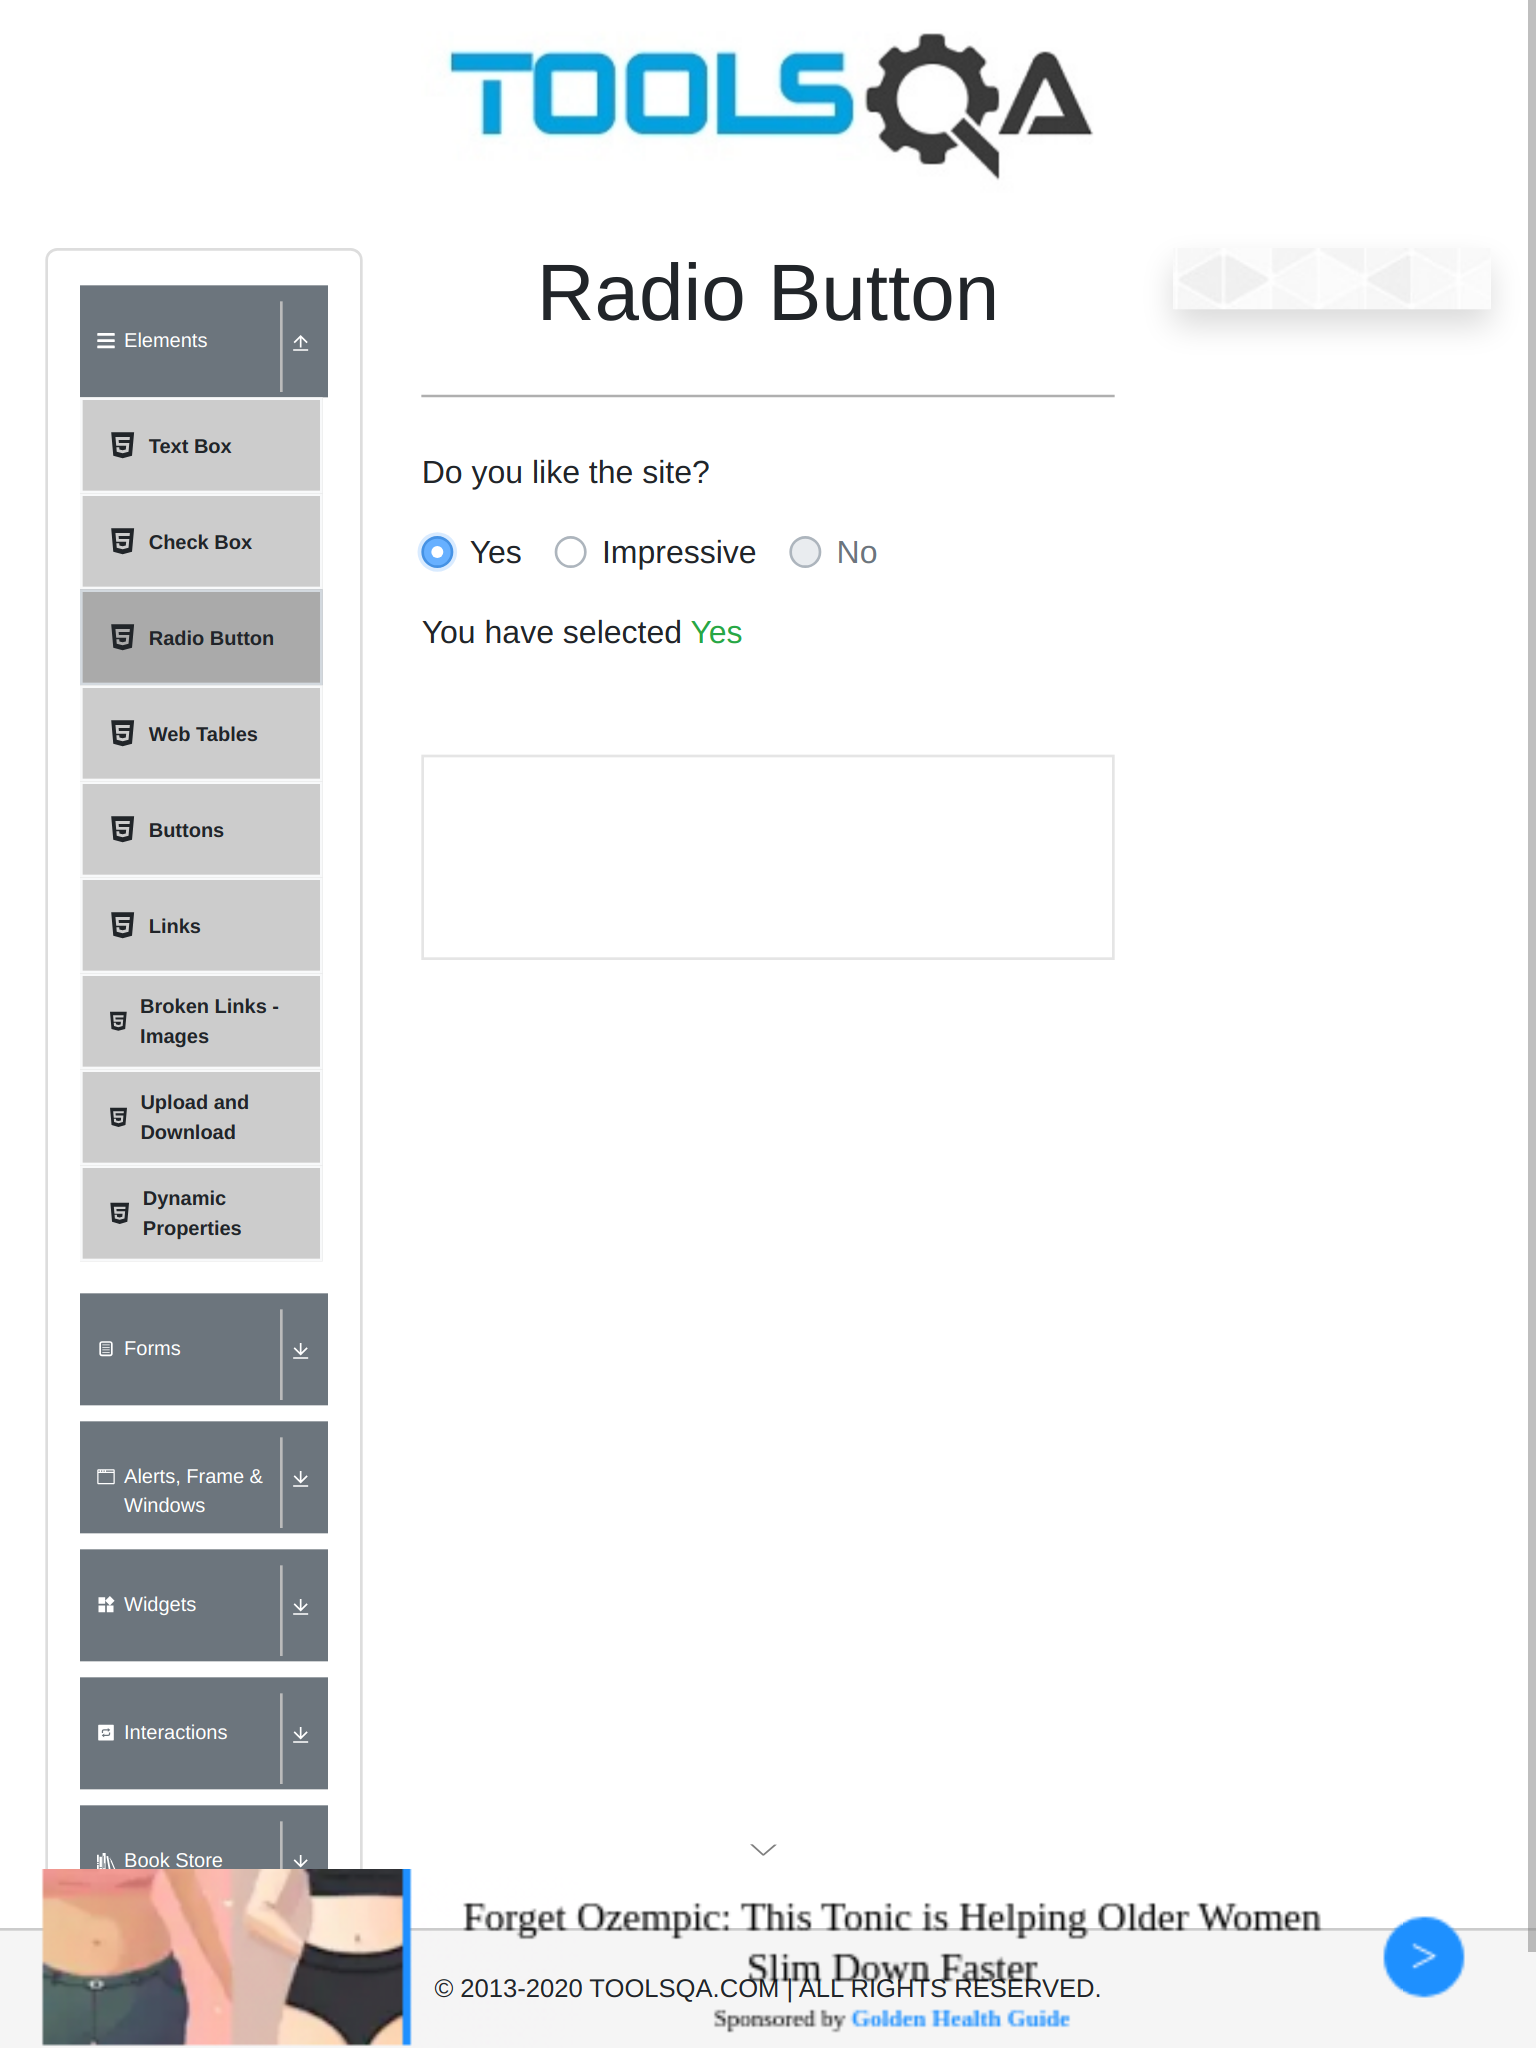 TOOLSQA
Radio Button
Elements
Text Box
Check Box
Radio Button
Web Tables
Buttons
Links
Broken Links -
Images
Upload and
Download
Dynamic
Properties
Forms
Alerts, Frame &
Windows
Widgets
Interactions
Book Store
Do you like the site?
Yes Impressive No
You have selected Yes
Forget Ozempic: This Tonic is Helping Older Women
Slim Down Faster
© 2013-2020 TOOLSQA.COM | ALL RIGHTS RESERVED.
Sponsored by Golden Health Guide